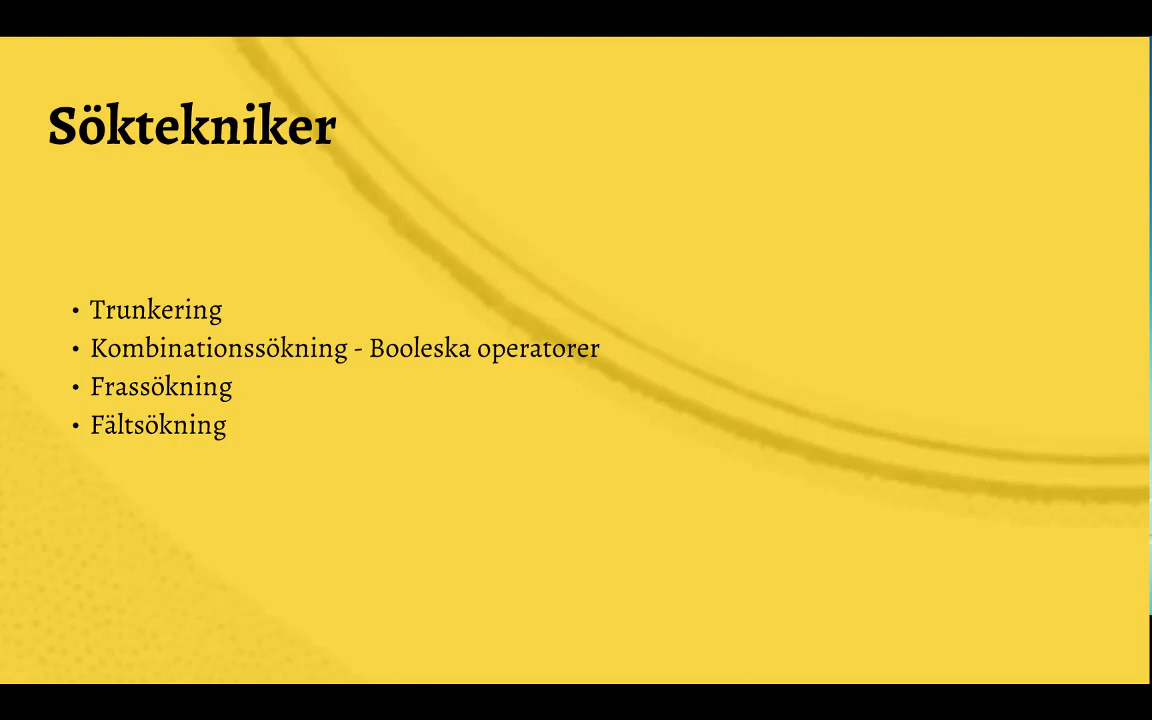 Söktekniker
• Trunkering
• Kombinationssökning - Booleska operatorer
• Frassökning
• Fältsökning